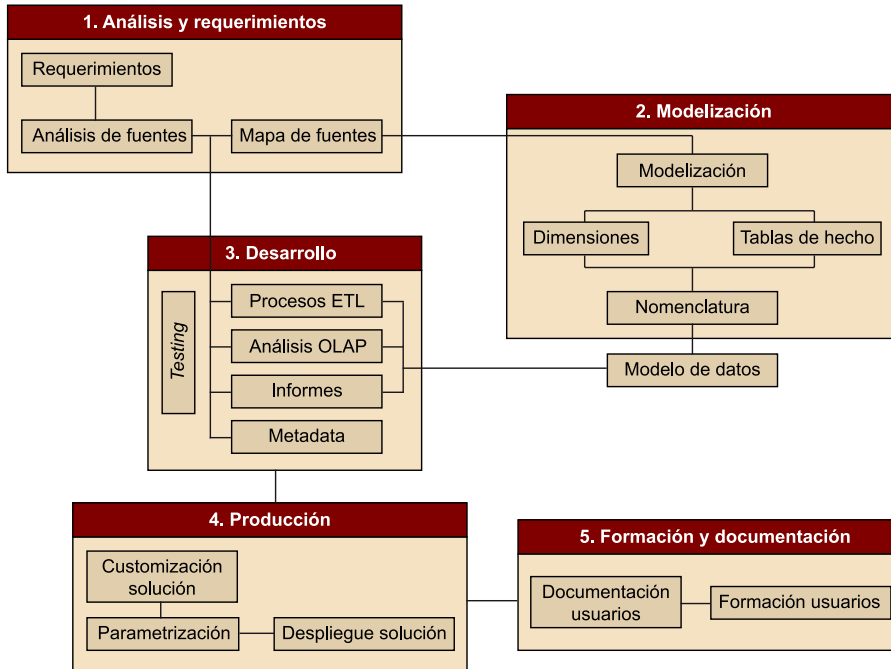 1. Análisis y requerimientos
Requerimientos
Análisis de fuentes
Mapa de fuentes
2. Modelización
Modelización
Dimensiones
Tablas de hecho
Nomenclatura
Modelo de datos
3. Desarrollo
Testing
Procesos ETL
Análisis OLAP
Informes
Metadata
4. Producción
Customización
solución
Parametrización
Despliegue solución
5. Formación y documentación
Documentación
usuarios
Formación usuarios